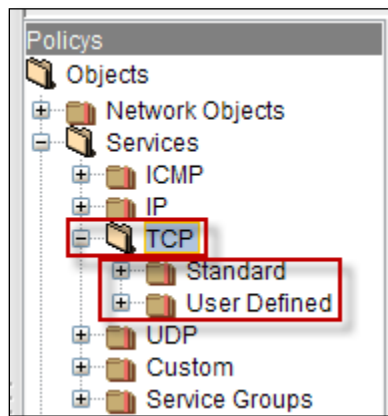 Policys
Objects
Network Objects
Services
ICMP
IP
TCP
Standard
User Defined
UDP
Custom
Service Groups